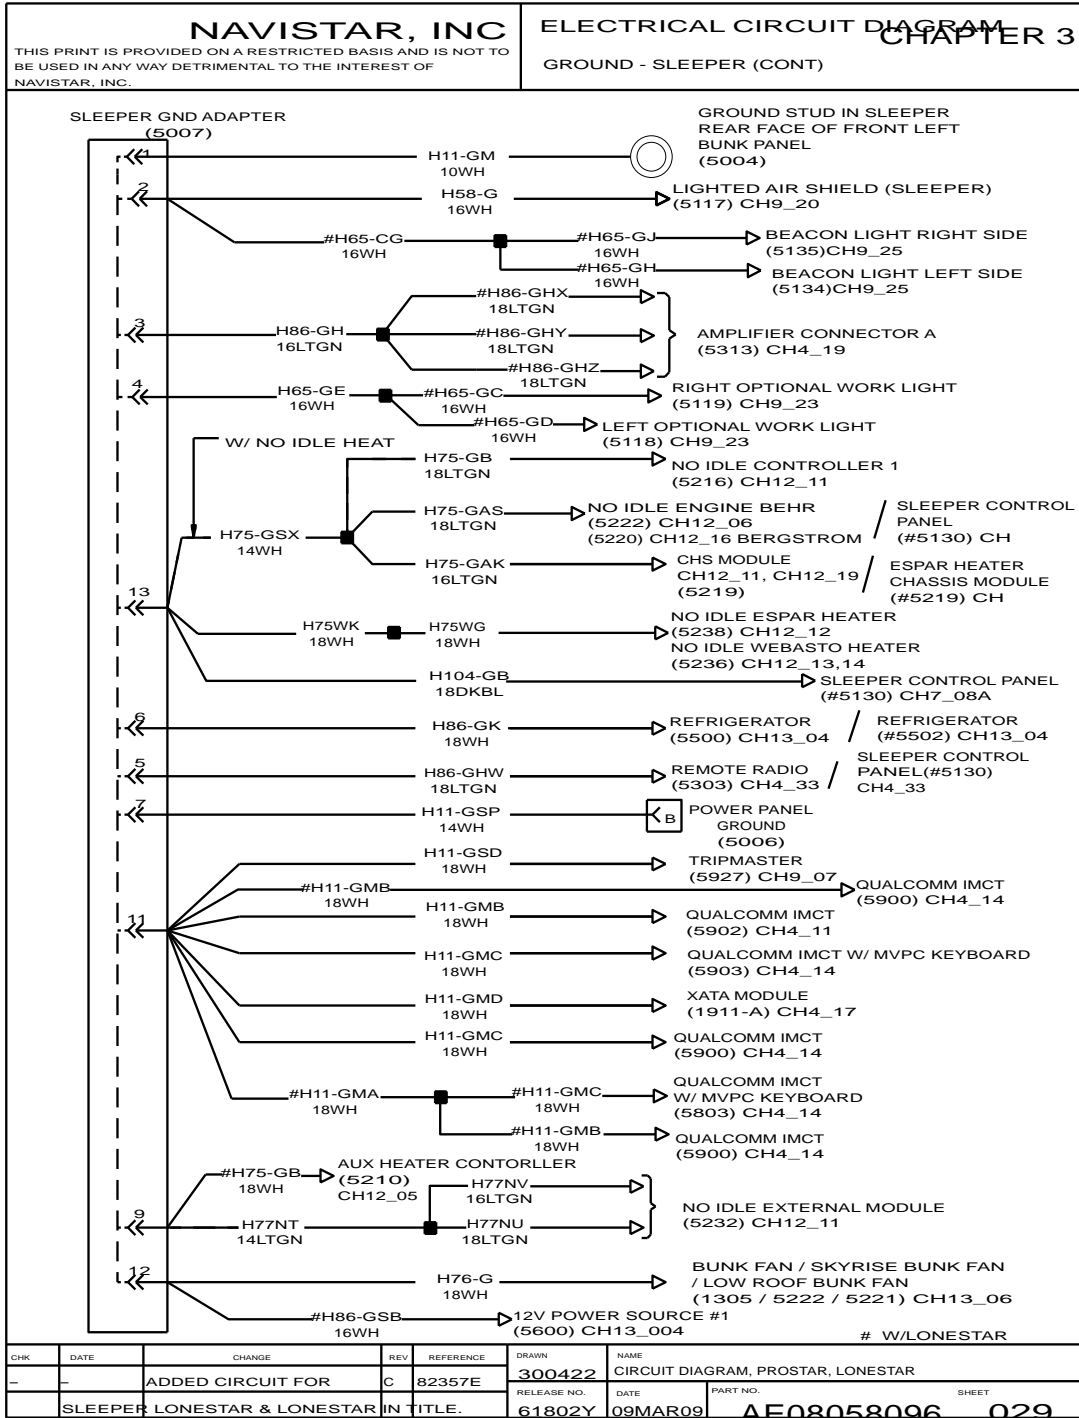 NAVISTAR, INC
THIS PRINT IS PROVIDED ON A RESTRICTED BASIS AND IS NOT TO
BE USED IN ANY WAY DETRIMENTAL TO THE INTEREST OF
NAVISTAR, INC.
ELECTRICAL CIRCUIT DIAGRAM
CHAPTER 3
GROUND - SLEEPER (CONT)
SLEEPER GND ADAPTER
(5007)
1
H11-GM
10WH
GROUND STUD IN SLEEPER
REAR FACE OF FRONT LEFT
BUNK PANEL
(5004)
2
H58-G
16WH
LIGHTED AIR SHIELD (SLEEPER)
(5117) CH9_20
#H65-CG
16WH
#H65-GJ
16WH
BEACON LIGHT RIGHT SIDE
(5135)CH9_25
#H65-GH
16WH
BEACON LIGHT LEFT SIDE
(5134)CH9_25
3
H86-GH
16LTGN
#H86-GHX
18LTGN
#H86-GHY
18LTGN
#H86-GHZ
18LTGN
AMPLIFIER CONNECTOR A
(5313) CH4_19
4
H65-GE
16WH
#H65-GC
16WH
RIGHT OPTIONAL WORK LIGHT
(5119) CH9_23
#H65-GD
16WH
LEFT OPTIONAL WORK LIGHT
(5118) CH9_23
W/ NO IDLE HEAT
H75-GB
18LTGN
NO IDLE CONTROLLER 1
(5216) CH12_11
H75-GSX
14WH
H75-GAS
18LTGN
NO IDLE ENGINE BEHR
(5222) CH12_06
(5220) CH12_16 BERGSTROM
/
SLEEPER CONTROL
PANEL
(#5130) CH
H75-GAK
16LTGN
CHS MODULE
CH12_11, CH12_19
(5219)
/
ESPAR HEATER
CHASSIS MODULE
(#5219) CH
13
H75WK
18WH
H75WG
18WH
NO IDLE ESPAR HEATER
(5238) CH12_12
NO IDLE WEBASTO HEATER
(5236) CH12_13,14
H104-GB
18DKBL
SLEEPER CONTROL PANEL
(#5130) CH7_08A
6
H86-GK
18WH
REFRIGERATOR
(5500) CH13_04
/
REFRIGERATOR
(#5502) CH13_04
5
H86-GHW
18LTGN
REMOTE RADIO
(5303) CH4_33
/
SLEEPER CONTROL
PANEL(#5130)
CH4_33
7
H11-GSP
14WH
B
POWER PANEL
GROUND
(5006)
H11-GSD
18WH
TRIPMASTER
(5927) CH9_07
#H11-GMB
18WH
QUALCOMM IMCT
(5900) CH4_14
11
H11-GMB
18WH
QUALCOMM IMCT
(5902) CH4_11
H11-GMC
18WH
QUALCOMM IMCT W/ MVPC KEYBOARD
(5903) CH4_14
H11-GMD
18WH
XATA MODULE
(1911-A) CH4_17
H11-GMC
18WH
QUALCOMM IMCT
(5900) CH4_14
#H11-GMA
18WH
#H11-GMC
18WH
QUALCOMM IMCT
W/ MVPC KEYBOARD
(5803) CH4_14
#H11-GMB
18WH
QUALCOMM IMCT
(5900) CH4_14
#H75-GB
18WH
AUX HEATER CONTORLLER
(5210)
CH12_05
9
H77NT
14LTGN
H77NV
16LTGN
H77NU
18LTGN
NO IDLE EXTERNAL MODULE
(5232) CH12_11
12
H76-G
18WH
BUNK FAN / SKYRISE BUNK FAN
/ LOW ROOF BUNK FAN
(1305 / 5222 / 5221) CH13_06
#H86-GSB
16WH
12V POWER SOURCE #1
(5600) CH13_004
# W/LONESTAR
CHK DATE CHANGE REV REFERENCE
– – ADDED CIRCUIT FOR C 82357E
SLEEPER LONESTAR & LONESTAR IN TITLE.
DRAWN
300422
NAME
CIRCUIT DIAGRAM, PROSTAR, LONESTAR
RELEASE NO.
61802Y
DATE
09MAR09
PART NO.
AE08058096
SHEET
029